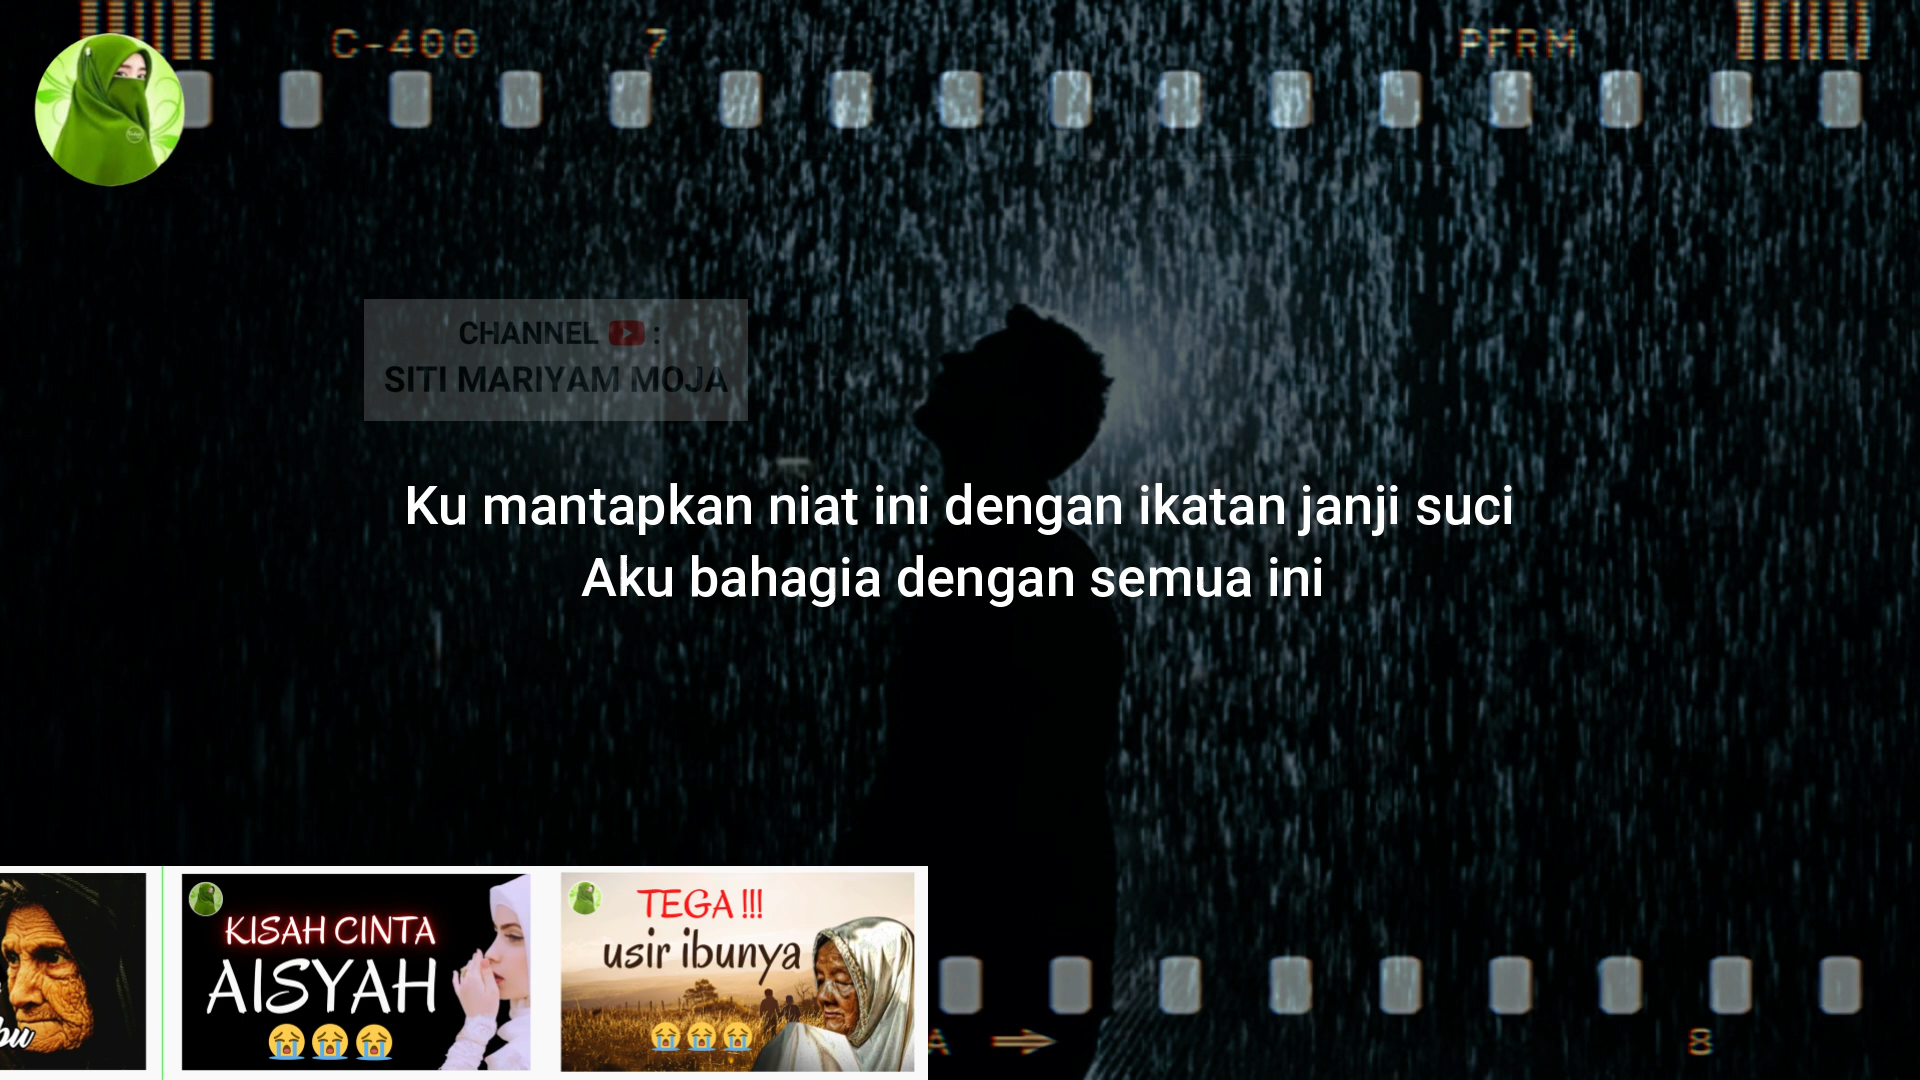 C-400
7
PFRM
CHANNEL :
SITI MARIYAM MOJA
Ku mantapkan niat ini dengan ikatan janji suci
Aku bahagia dengan semua ini
KISAH CINTA
AISYAH
TEGA !!!
usir ibunya
A
8